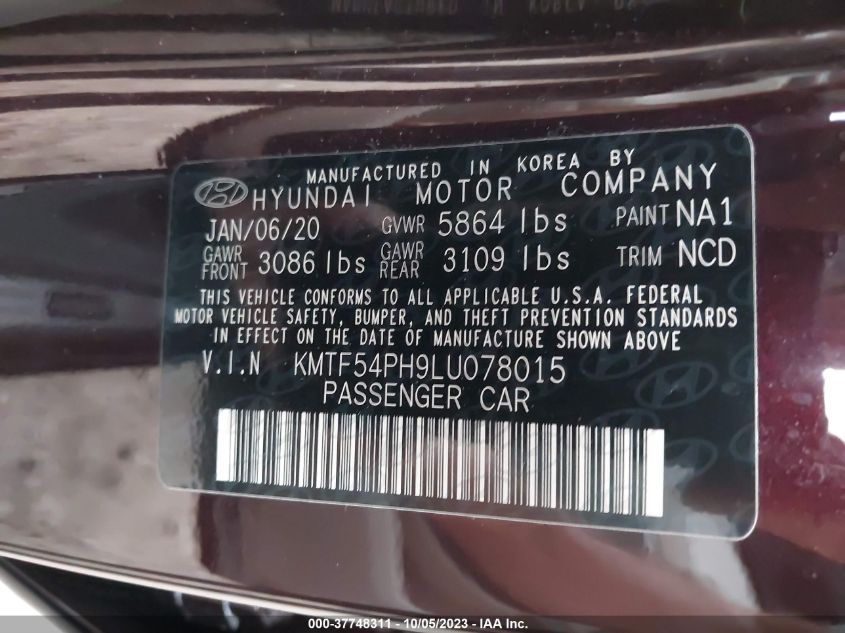 MANUFACTURED IN KOREA BY
HYUNDAI MOTOR COMPANY
JAN/06/20 GVWR 5864 lbs PAINT NA1
GAWR FRONT 3086 lbs GAWR REAR 3109 lbs TRIM NCD
THIS VEHICLE CONFORMS TO ALL APPLICABLE U.S.A. FEDERAL
MOTOR VEHICLE SAFETY, BUMPER, AND THEFT PREVENTION STANDARDS
IN EFFECT ON THE DATE OF MANUFACTURE SHOWN ABOVE
V.I.N KMTF54PH9LU078015
PASSENGER CAR
000-37748311 - 10/05/2023 - Copyright IAA, Inc.